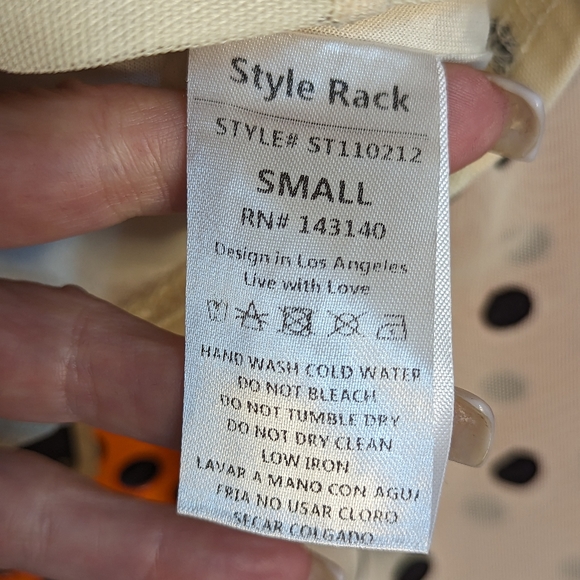 Style Rack
STYLE# ST110212
SMALL
RN# 143140
Design in Los Angeles
Live with Love
HAND WASH COLD WATER
DO NOT BLEACH
DO NOT TUMBLE DRY
DO NOT DRY CLEAN
LOW IRON
LAVAR A MANO CON AGUA
FRIA NO USAR CLORO
SECAR COLGADO